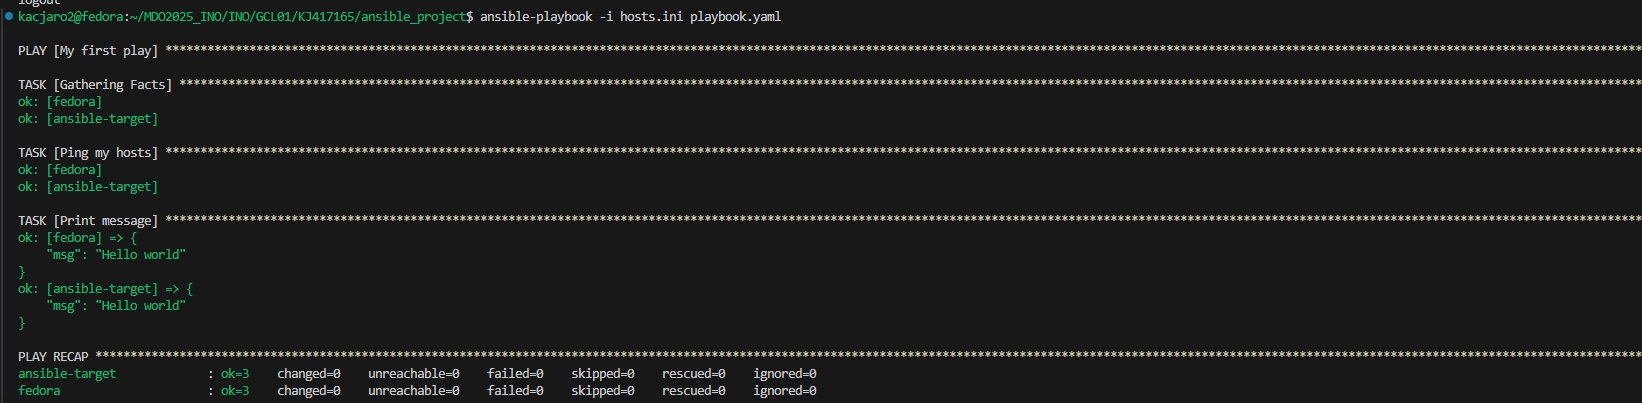 logout
kacjaro2@fedora:~/MDO2025_INO/INO/GCL01/KJ417165/ansible_project$ ansible-playbook -i hosts.ini playbook.yaml
PLAY [My first play] ****************************************************************************************************************************************************************************************************************
TASK [Gathering Facts] **************************************************************************************************************************************************************************************************************
ok: [fedora]
ok: [ansible-target]
TASK [Ping my hosts] ****************************************************************************************************************************************************************************************************************
ok: [fedora]
ok: [ansible-target]
TASK [Print message] ****************************************************************************************************************************************************************************************************************
ok: [fedora] => {
    "msg": "Hello world"
}
ok: [ansible-target] => {
    "msg": "Hello world"
}
PLAY RECAP **************************************************************************************************************************************************************************************************************************
ansible-target             : ok=3    changed=0    unreachable=0    failed=0    skipped=0    rescued=0    ignored=0
fedora                     : ok=3    changed=0    unreachable=0    failed=0    skipped=0    rescued=0    ignored=0